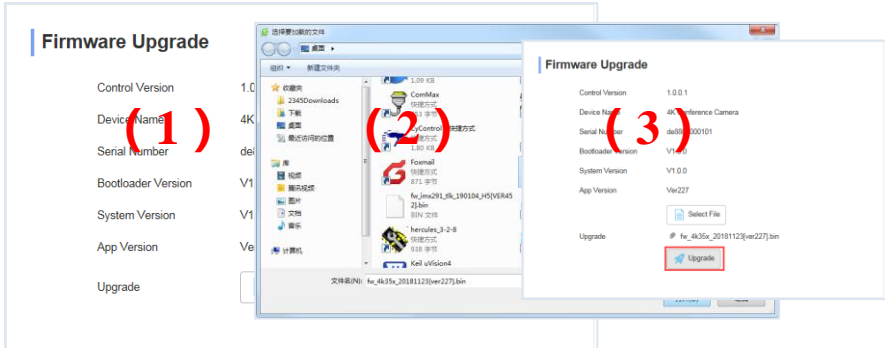 Firmware Upgrade
Control Version 1.0
Device Name 4K
Serial Number de8
Bootloader Version V1
System Version V1
App Version Ve
Upgrade
(1)
选择要加载的文件
桌面
组织 新建文件夹
收藏夹
2345Downloads
下载
桌面
最近访问的位置
库
视频
腾讯视频
图片
文档
音乐
计算机
1.09 KB
ComMax
快捷方式
字节
快捷方式
1.80 KB
Foxmail
快捷方式
871 字节
fw_imx291_tlk_190104_H5[VER45
2].bin
BIN 文件
hercules_3-2-8
快捷方式
938 字节
Keil uVision4
文件名(N): fw_4k35x_20181123[ver227].bin
(2)
Firmware Upgrade
Control Version 1.0.0.1
Device Name 4K Conference Camera
Serial Number
Bootloader Version
System Version V1.0.0
App Version Ver227
Select File
Upgrade fw_4k35x_20181123[ver227].bin
Upgrade
(3)